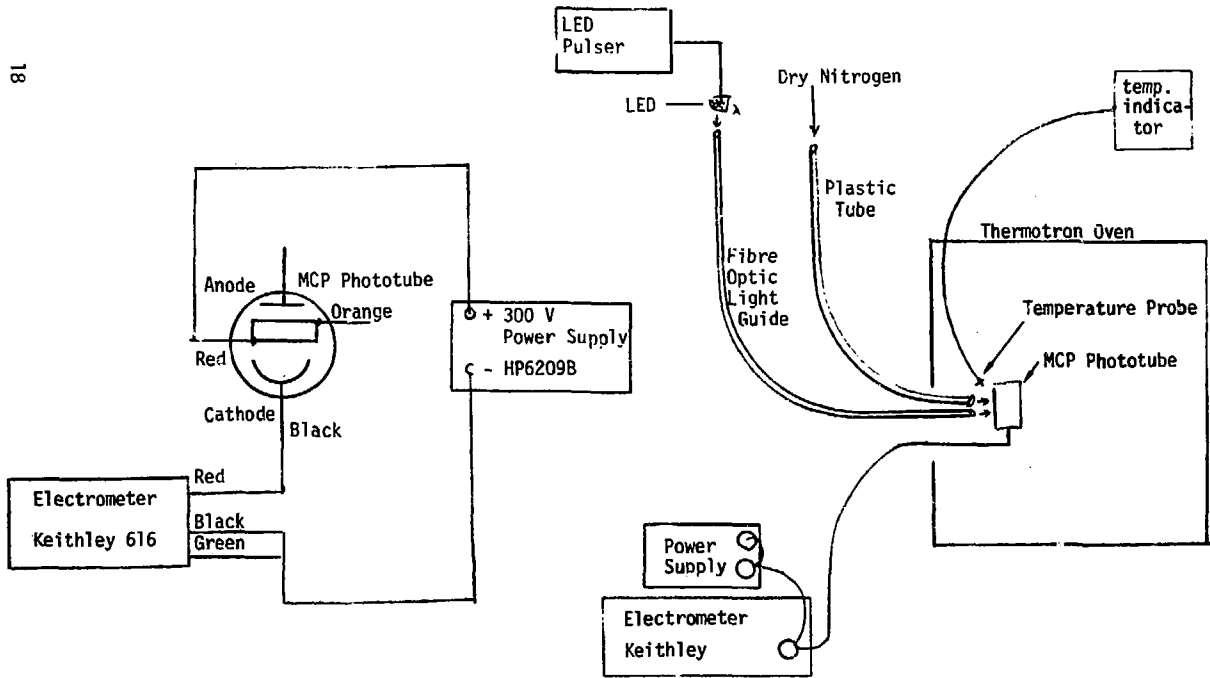 18
LED
Pulser
LED
λ
Dry Nitrogen
temp.
indica-
tor
Plastic
Tube
Thermotron Oven
Fibre
Optic
Light
Guide
Temperature Probe
MCP Phototube
Anode
MCP Phototube
Orange
Red
+ 300 V
Power Supply
- HP6209B
Cathode
Black
Red
Electrometer
Black
Keithley 616
Green
Power
Supply
Electrometer
Keithley